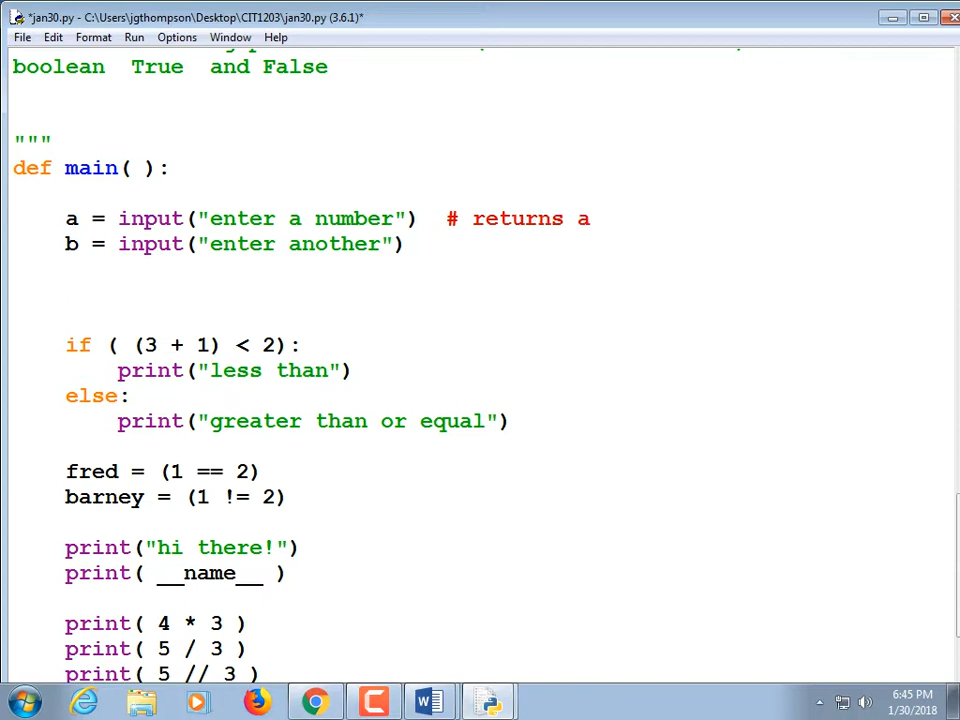 *jan30.py - C:\Users\jgthompson\Desktop\CIT1203\jan30.py (3.6.1)*
File Edit Format Run Options Window Help
boolean  True  and False
"""
def main( ):
    a = input("enter a number")  # returns a
    b = input("enter another")
    if ( (3 + 1) < 2):
        print("less than")
    else:
        print("greater than or equal")
    fred = (1 == 2)
    barney = (1 != 2)
    print("hi there!")
    print( __name__ )
    print( 4 * 3 )
    print( 5 / 3 )
    print( 5 // 3 )
6:45 PM
1/30/2018